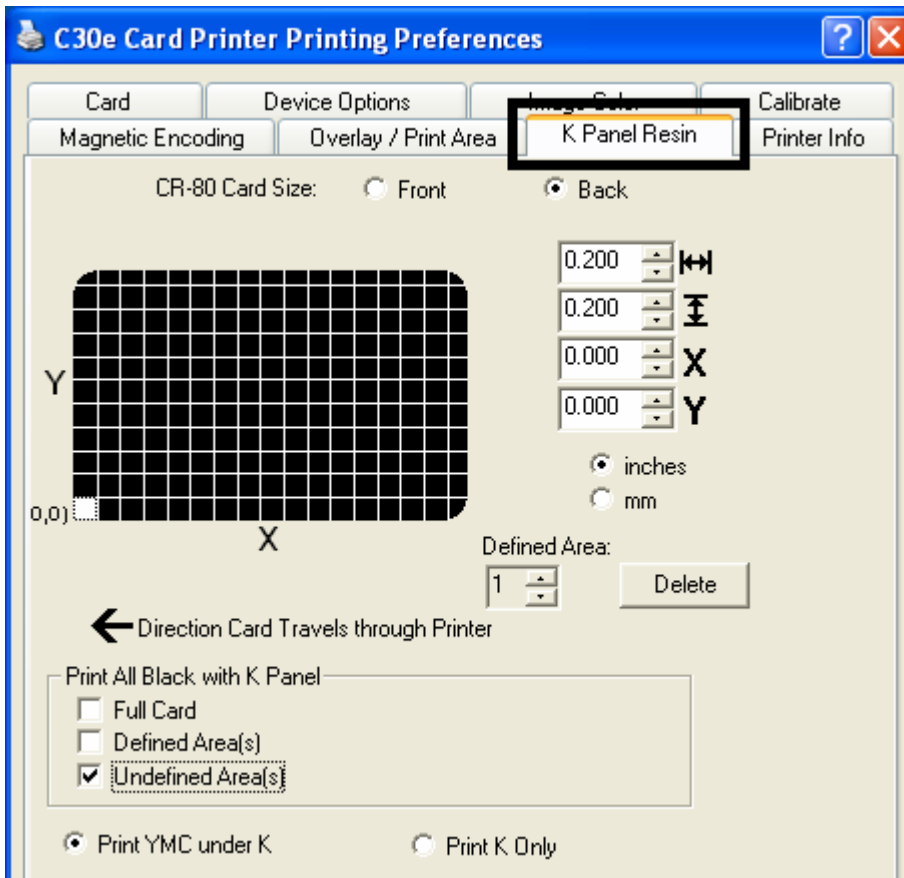 C30e Card Printer Printing Preferences
Card Device Options Image Color Calibrate
Magnetic Encoding Overlay / Print Area K Panel Resin Printer Info
CR-80 Card Size: Front Back
0.200
0.200
0.000 X
0.000 Y
Y
inches
mm
0,0)
X
Defined Area:
1 Delete
Direction Card Travels through Printer
Print All Black with K Panel
Full Card
Defined Area(s)
Undefined Area(s)
Print YMC under K Print K Only